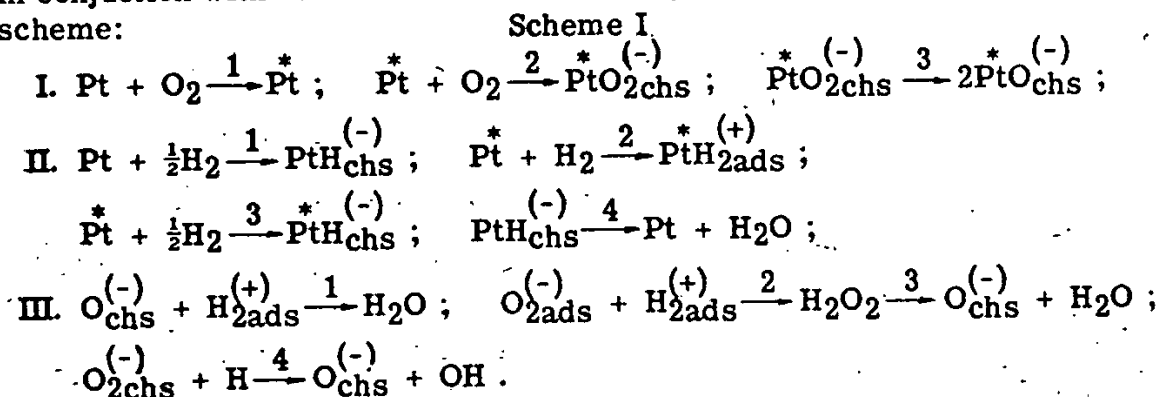 scheme:
Scheme I.
I. Pt + O₂ —1→ P*t ; P*t + O₂ —2→ P*tO₂chs(-) ; P*tO₂chs(-) —3→ 2P*tOchs(-) ;
II. Pt + ½H₂ —1→ PtHchs(-) ; P*t + H₂ —2→ P*tH₂ads(+) ;
P*t + ½H₂ —3→ P*tHchs(-) ; PtHchs(-) —4→ Pt + H₂O ;
III. Ochs(-) + H₂ads(+) —1→ H₂O ; O₂ads(-) + H₂ads(+) —2→ H₂O₂ —3→ Ochs(-) + H₂O ;
O₂chs(-) + H —4→ Ochs(-) + OH .